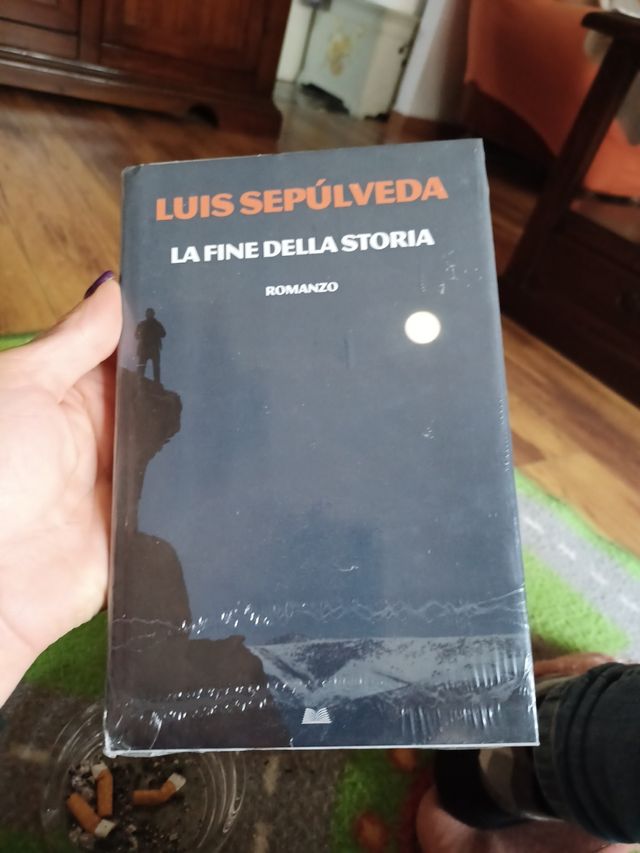 LUIS SEPÚLVEDA
LA FINE DELLA STORIA
ROMANZO